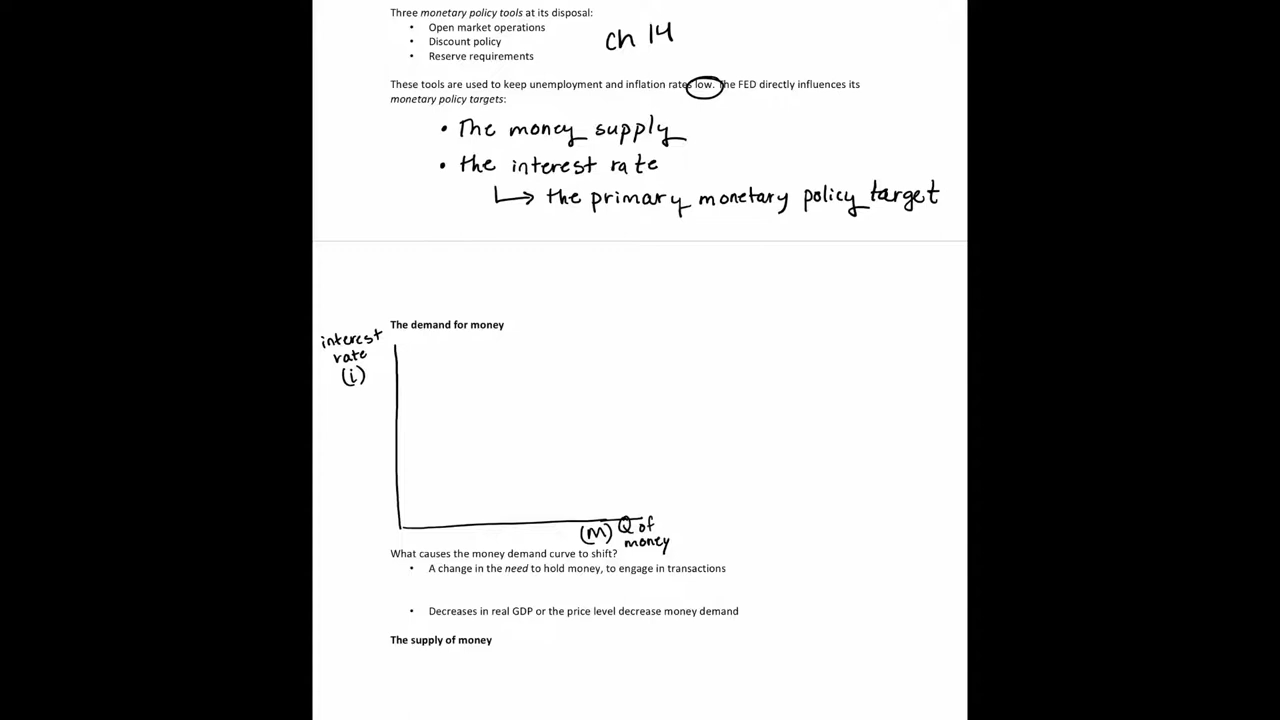 Three monetary policy tools at its disposal:
• Open market operations
• Discount policy
• Reserve requirements
ch 14
These tools are used to keep unemployment and inflation rates low. The FED directly influences its
monetary policy targets:
• The money supply
• the interest rate
↳ the primary monetary policy target
The demand for money
interest
rate
(i)
(M) Q of
money
What causes the money demand curve to shift?
• A change in the need to hold money, to engage in transactions
• Decreases in real GDP or the price level decrease money demand
The supply of money